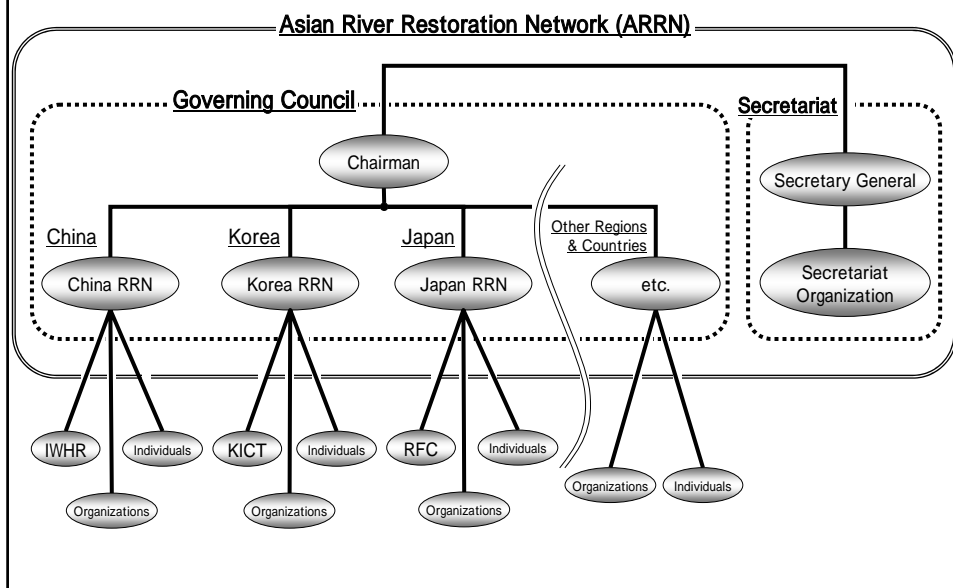 Asian River Restoration Network (ARRN)
Governing Council
Secretariat
Chairman
Secretary General
China
Korea
Japan
Other Regions
& Countries
China RRN
Korea RRN
Japan RRN
etc.
Secretariat
Organization
IWHR
Individuals
KICT
Individuals
RFC
Individuals
Organizations
Individuals
Organizations
Organizations
Organizations